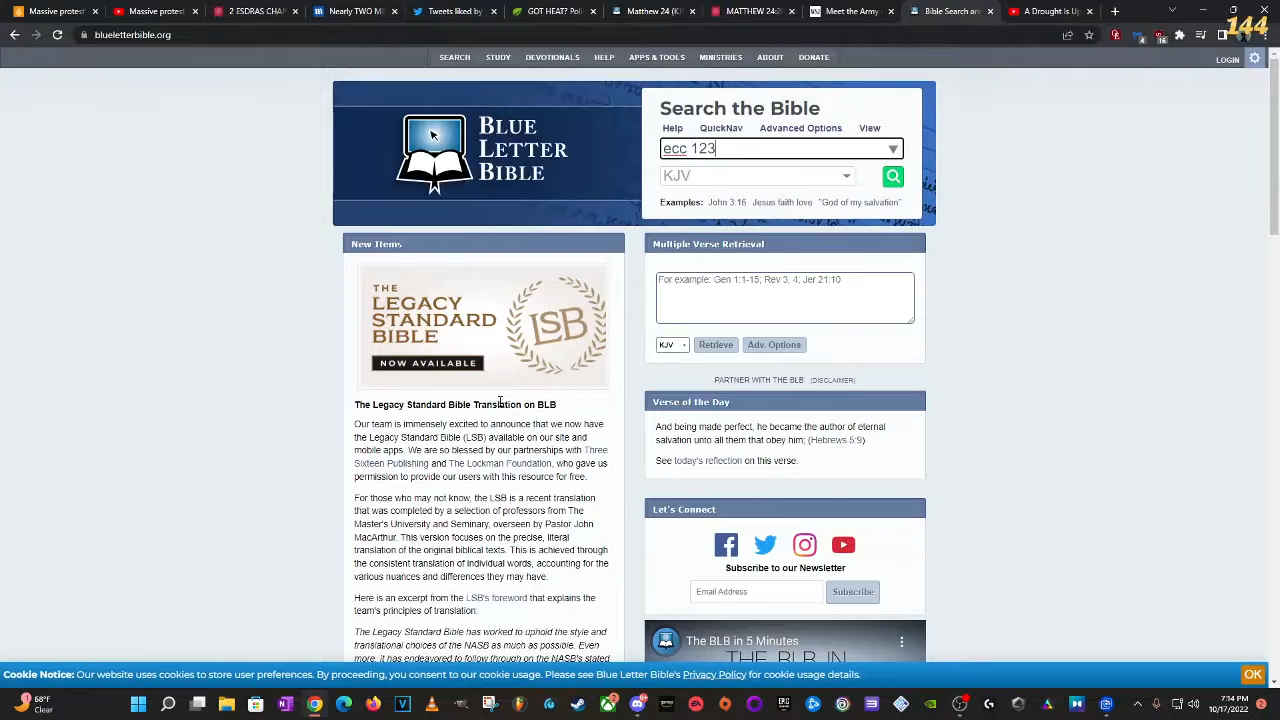 Massive protest
Massive protest
2 ESDRAS CHAP
Nearly TWO M
Tweets liked by
GOT HEAT? Poli
Matthew 24 (KJ
MATTHEW 24:2
Meet the Army
Bible Search an
A Drought Is Up
144
blueletterbible.org
SEARCH STUDY DEVOTIONALS HELP APPS & TOOLS MINISTRIES ABOUT DONATE
LOGIN
BLUE
LETTER
BIBLE
Search the Bible
Help QuickNav Advanced Options View
ecc 123
KJV
Examples: John 3:16 Jesus faith love "God of my salvation"
New Items
THE
LEGACY
STANDARD
BIBLE
NOW AVAILABLE
LSB
The Legacy Standard Bible Translation on BLB
Our team is immensely excited to announce that we now have
the Legacy Standard Bible (LSB) available on our site and
mobile apps. We are so blessed by our partnerships with Three
Sixteen Publishing and The Lockman Foundation, who gave us
permission to provide our users with this resource for free.
For those who may not know, the LSB is a recent translation
that was completed by a selection of professors from The
Master's University and Seminary, overseen by Pastor John
MacArthur. This version focuses on the precise, literal
translation of the original biblical texts. This is achieved through
the consistent translation of individual words, accounting for the
various nuances and differences they may have.
Here is an excerpt from the LSB's foreword that explains the
team's principles of translation:
The Legacy Standard Bible has worked to uphold the style and
translational choices of the NASB as much as possible. Even
more, it has endeavored to follow through on the NASB's stated
Multiple Verse Retrieval
For example: Gen 1:1-15; Rev 3; 4; Jer 21:10
KJV Retrieve Adv. Options
PARTNER WITH THE BLB (DISCLAIMER)
Verse of the Day
And being made perfect, he became the author of eternal
salvation unto all them that obey him; (Hebrews 5:9)
See today's reflection on this verse.
Let's Connect
Subscribe to our Newsletter
Email Address Subscribe
The BLB in 5 Minutes
THE BLB IN
Cookie Notice: Our website uses cookies to store user preferences. By proceeding, you consent to our cookie usage. Please see Blue Letter Bible's Privacy Policy for cookie usage details.
OK
68°F
Clear
7:14 PM
10/17/2022